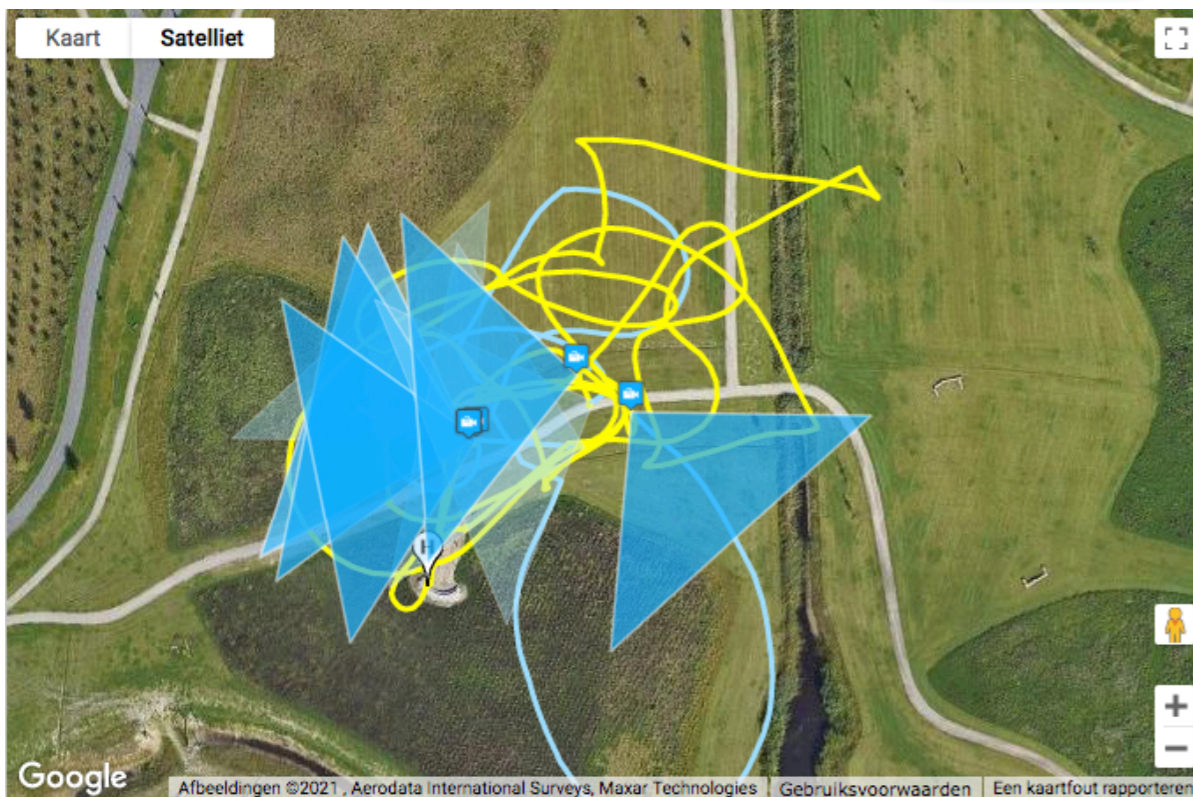 Kaart Satelliet
H
Google
Afbeeldingen ©2021 , Aerodata International Surveys, Maxar Technologies Gebruiksvoorwaarden Een kaartfout rapporteren